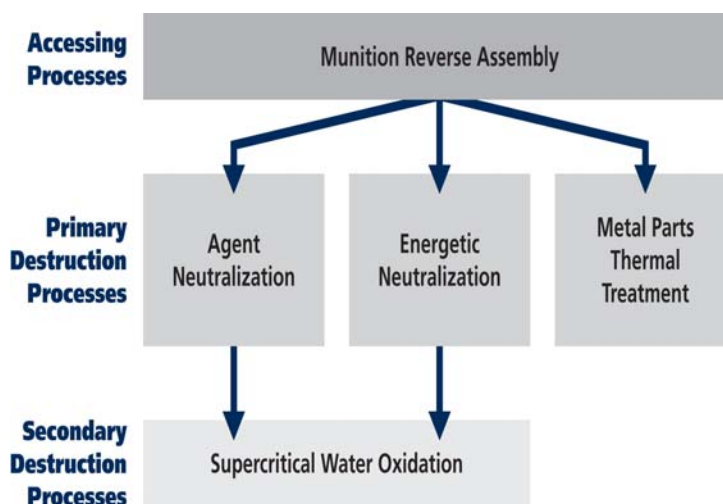 Accessing
Processes
Munition Reverse Assembly
Primary
Destruction
Processes
Agent
Neutralization
Energetic
Neutralization
Metal Parts
Thermal
Treatment
Secondary
Destruction
Processes
Supercritical Water Oxidation